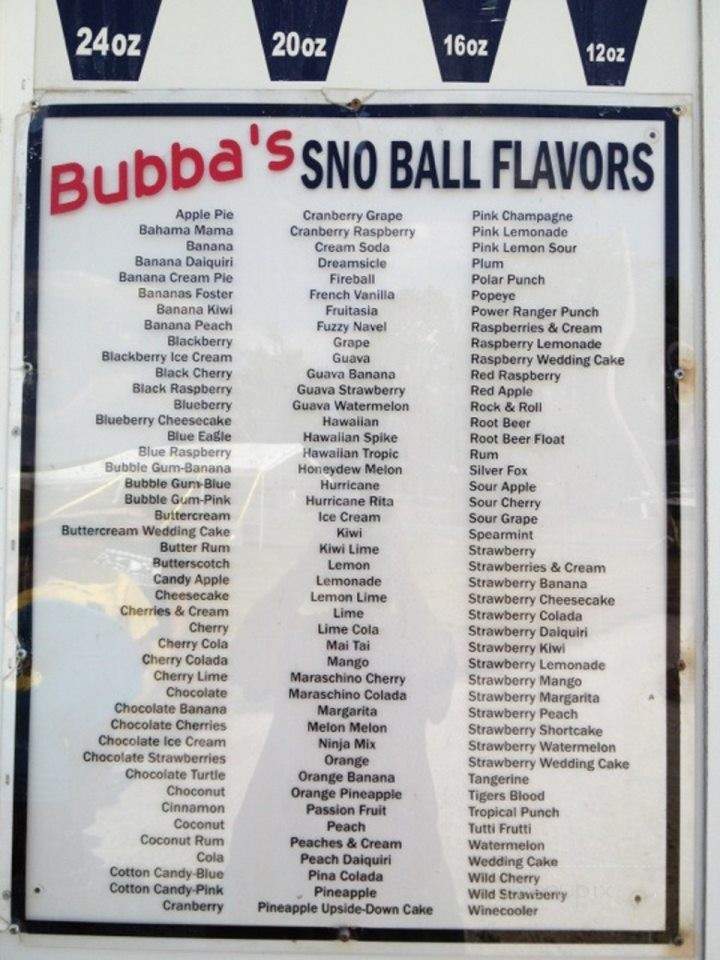 24oz 20oz 16oz 12oz
Bubba's SNO BALL FLAVORS
Apple Pie
Bahama Mama
Banana
Banana Daiquiri
Banana Cream Pie
Bananas Foster
Banana Kiwi
Banana Peach
Blackberry
Blackberry Ice Cream
Black Cherry
Black Raspberry
Blueberry
Blueberry Cheesecake
Blue Eagle
Blue Raspberry
Bubble Gum-Banana
Bubble Gum-Blue
Bubble Gum-Pink
Buttercream
Buttercream Wedding Cake
Butter Rum
Butterscotch
Candy Apple
Cheesecake
Cherries & Cream
Cherry
Cherry Cola
Cherry Colada
Cherry Lime
Chocolate
Chocolate Banana
Chocolate Cherries
Chocolate Ice Cream
Chocolate Strawberries
Chocolate Turtle
Choconut
Cinnamon
Coconut
Coconut Rum
Cola
Cotton Candy-Blue
Cotton Candy-Pink
Cranberry
Cranberry Grape
Cranberry Raspberry
Cream Soda
Dreamsicle
Fireball
French Vanilla
Fruitasia
Fuzzy Navel
Grape
Guava
Guava Banana
Guava Strawberry
Guava Watermelon
Hawaiian
Hawaiian Spike
Hawaiian Tropic
Honeydew Melon
Hurricane
Hurricane Rita
Ice Cream
Kiwi
Kiwi Lime
Lemon
Lemonade
Lemon Lime
Lime
Lime Cola
Mai Tai
Mango
Maraschino Cherry
Maraschino Colada
Margarita
Melon Melon
Ninja Mix
Orange
Orange Banana
Orange Pineapple
Passion Fruit
Peach
Peaches & Cream
Peach Daiquiri
Pina Colada
Pineapple
Pineapple Upside-Down Cake
Pink Champagne
Pink Lemonade
Pink Lemon Sour
Plum
Polar Punch
Popeye
Power Ranger Punch
Raspberries & Cream
Raspberry Lemonade
Raspberry Wedding Cake
Red Raspberry
Red Apple
Rock & Roll
Root Beer
Root Beer Float
Rum
Silver Fox
Sour Apple
Sour Cherry
Sour Grape
Spearmint
Strawberry
Strawberries & Cream
Strawberry Banana
Strawberry Cheesecake
Strawberry Colada
Strawberry Daiquiri
Strawberry Kiwi
Strawberry Lemonade
Strawberry Mango
Strawberry Margarita
Strawberry Peach
Strawberry Shortcake
Strawberry Watermelon
Strawberry Wedding Cake
Tangerine
Tigers Blood
Tropical Punch
Tutti Frutti
Watermelon
Wedding Cake
Wild Cherry
Wild Strawberry
Winecooler